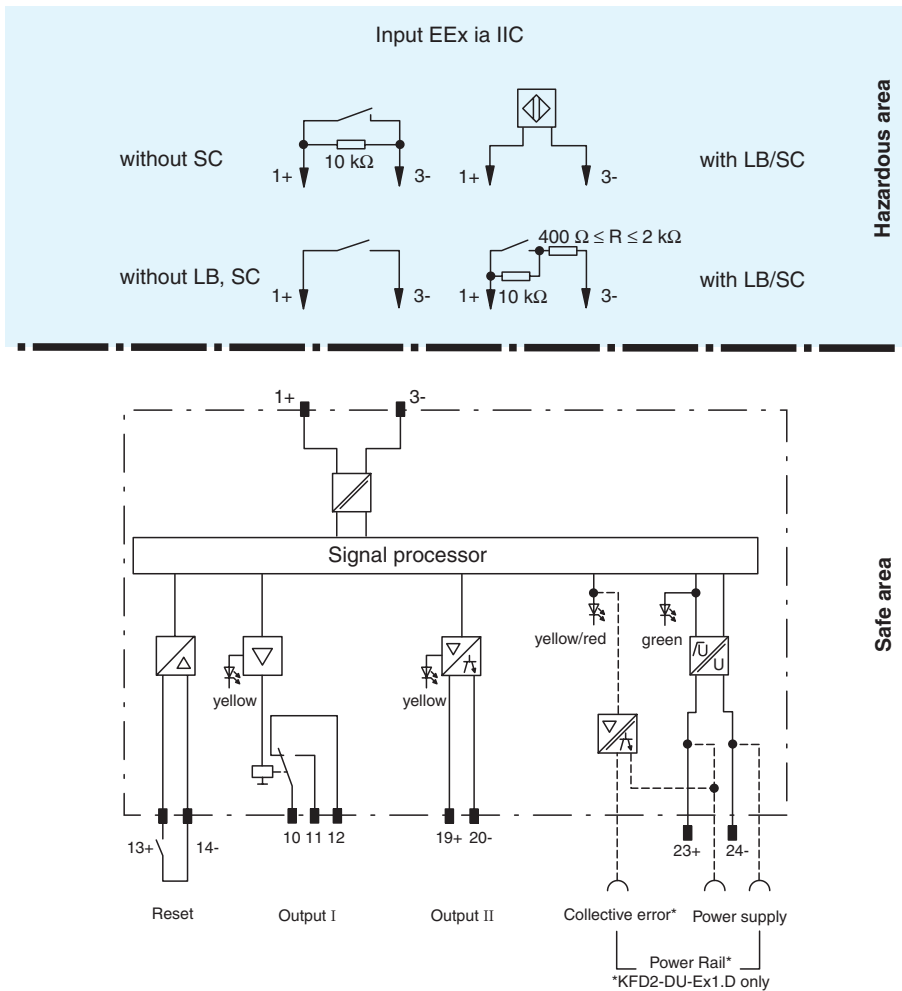 Input EEx ia IIC
Hazardous area
without SC
10 kΩ
1+
3-
1+
3-
with LB/SC
without LB, SC
1+
3-
400 Ω ≤ R ≤ 2 kΩ
1+
10 kΩ
3-
with LB/SC
1+
3-
Safe area
Signal processor
yellow
yellow
yellow/red
green
/U̅
U
13+
14-
10 11 12
19+ 20-
23+
24-
Reset
Output I
Output II
Collective error*
Power supply
Power Rail*
*KFD2-DU-Ex1.D only